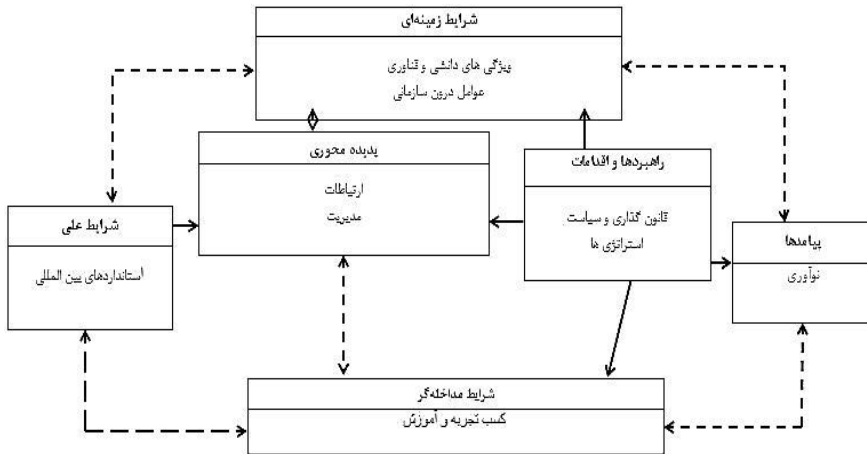 شرایط زمینه‌ای
ویژگی های دانشی و فناوری
عوامل درون سازمانی
پدیده محوری
ارتباطات
مدیریت
راهبردها و اقدامات
قانون گذاری و سیاست
استراتژی ها
شرایط علی
استانداردهای بین المللی
پیامدها
نوآوری
شرایط مداخله‌گر
کسب تجربه و آموزش